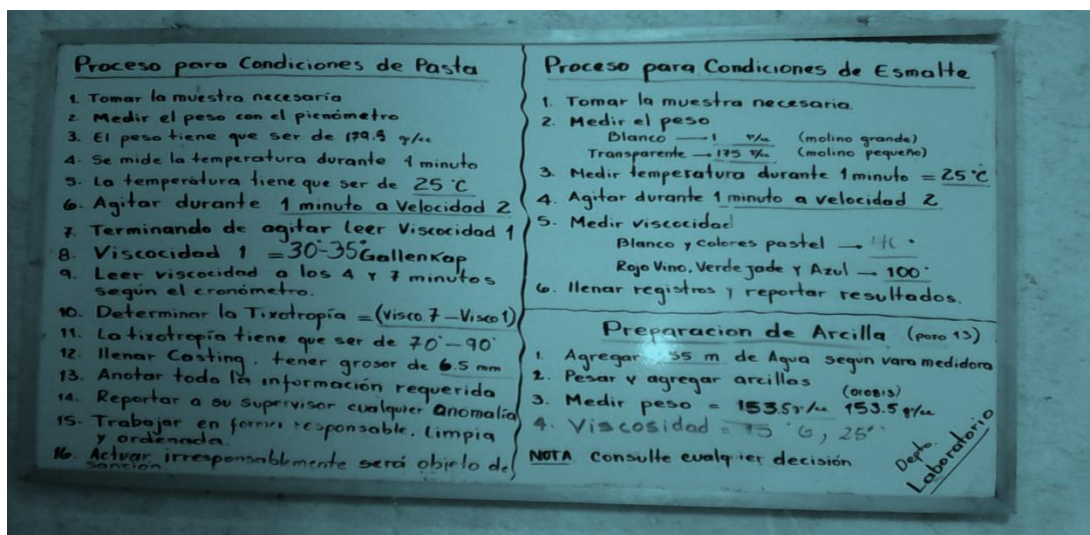 Proceso para Condiciones de Pasta
1. Tomar la muestra necesaria
2. Medir el peso con el picnómetro
3. El peso tiene que ser de 179.5 gr/cc
4. Se mide la temperatura durante 1 minuto
5. La temperatura tiene que ser de 25°C
6. Agitar durante 1 minuto a Velocidad 2
7. Terminando de agitar leer Viscocidad 1
8. Viscocidad 1 = 30°-35° Gallenkap
9. Leer viscocidad a los 4 y 7 minutos
según el cronómetro.
10. Determinar la Tixotropía = (Visco.7 - Visco 1)
11. La tixotropía tiene que ser de 70°-90°
12. llenar Casting. tener grosor de 6.5 mm
13. Anotar toda la información requerida
14. Reportar a su supervisor cualquier anomalía
15. Trabajar en forma responsable. Limpia
y ordenada.
16. Actuar irresponsablemente será objeto de
sanción
Proceso para Condiciones de Esmalte
1. Tomar la muestra necesaria.
2. Medir el peso
Blanco → 1 (molino grande)
Transparente → 175 (molino pequeño)
3. Medir temperatura durante 1 minuto = 25°C
4. Agitar durante 1 minuto a velocidad 2
5. Medir viscocidad
Blanco y Colores pastel →
Rojo Vino, Verde jade y Azul — 100°
6. llenar registros y reportar resultados.
Preparacion de Arcilla (pozo 13)
1. Agregar 55 m de Agua según vara medidora
2. Pesar y agregar arcillas
3. Medir peso = 153.5 gr/cc 153.5 gr/cc
4. Viscosidad =
NOTA consulte cualquier decisión
Depto.
Laboratorio